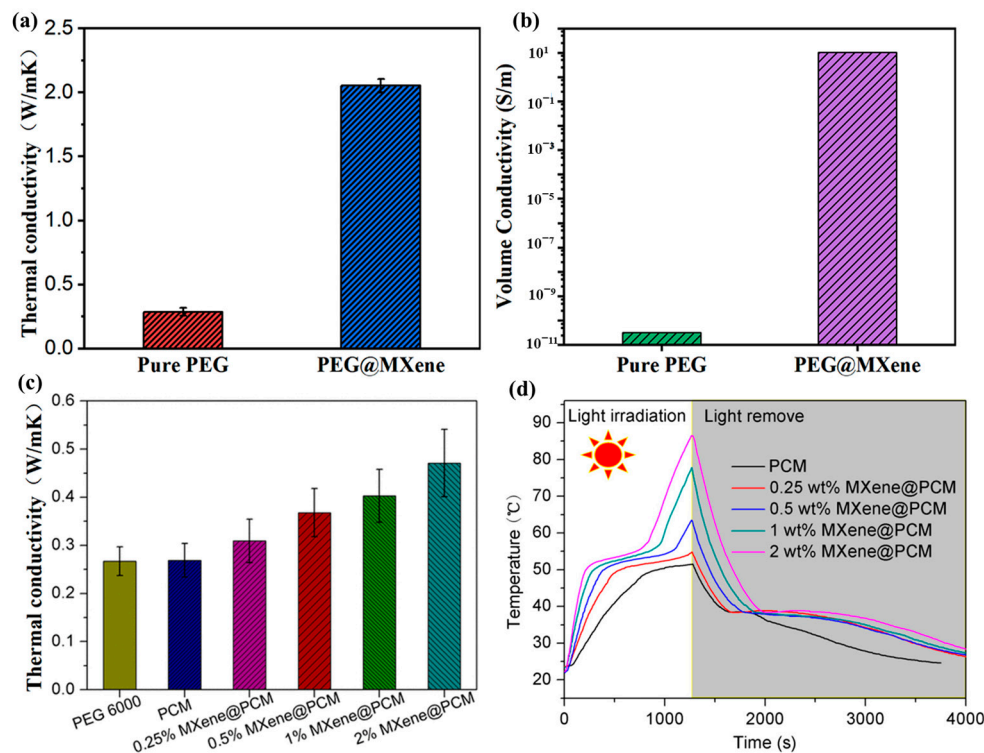 (a)
Thermal conductivity（W/mK）
2.5
2.0
1.5
1.0
0.5
0.0
Pure PEG
PEG@MXene
(b)
Volume Conductivity (S/m)
10¹
10⁻¹
10⁻³
10⁻⁵
10⁻⁷
10⁻⁹
10⁻¹¹
Pure PEG
PEG@MXene
(c)
Thermal conductivity（W/mK）
0.6
0.5
0.4
0.3
0.2
0.1
0.0
PEG 6000
PCM
0.25% MXene@PCM
0.5% MXene@PCM
1% MXene@PCM
2% MXene@PCM
(d)
Temperature（℃）
90
80
70
60
50
40
30
20
Light irradiation
Light remove
PCM
0.25 wt% MXene@PCM
0.5 wt% MXene@PCM
1 wt% MXene@PCM
2 wt% MXene@PCM
0
1000
2000
3000
4000
Time (s)